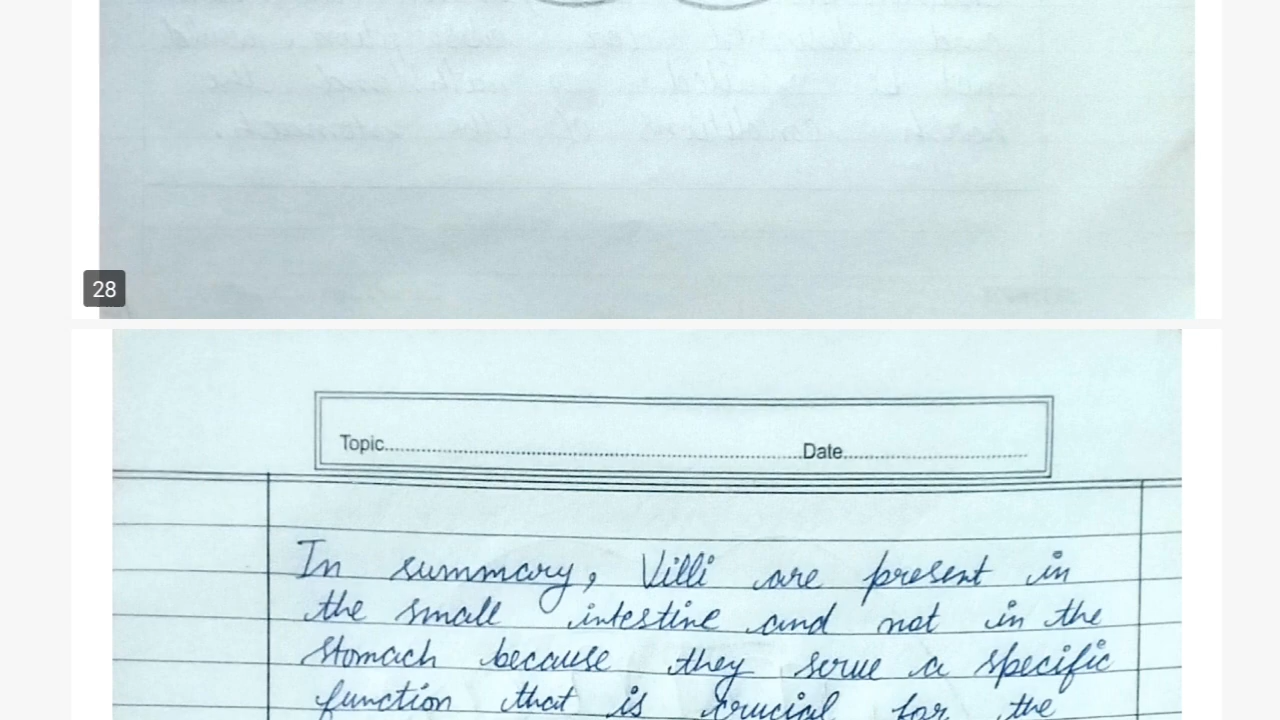 28
Topic........................Date........................
In summary, Villi are present in
the small intestine and not in the
stomach because they serve a specific
function that is crucial for the